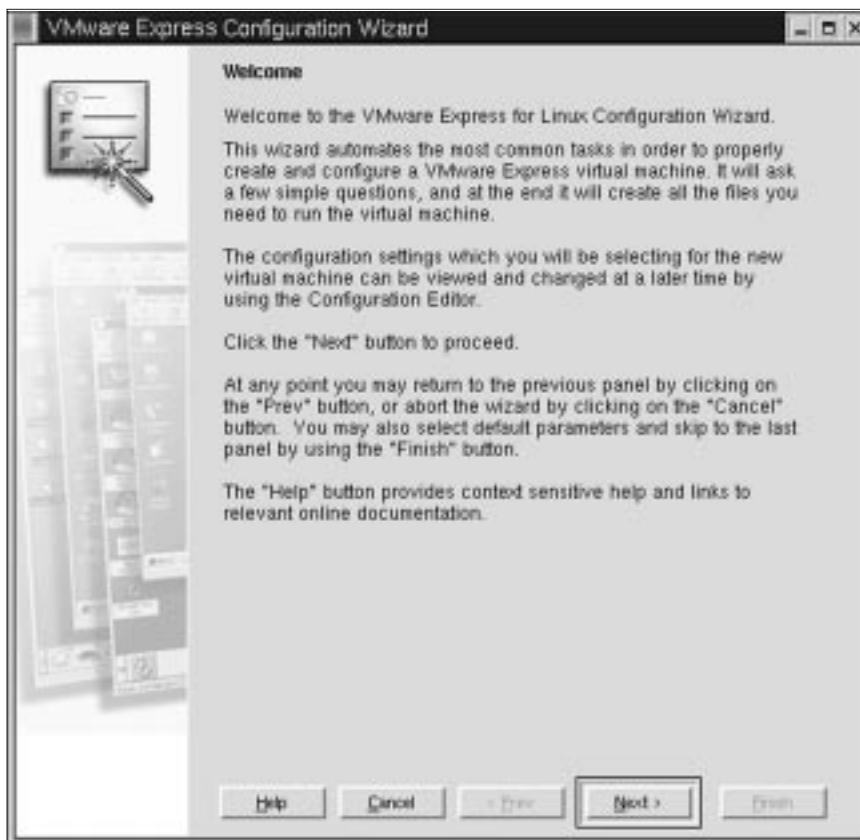 VMware Express Configuration Wizard
Welcome
Welcome to the VMware Express for Linux Configuration Wizard.
This wizard automates the most common tasks in order to properly
create and configure a VMware Express virtual machine. It will ask
a few simple questions, and at the end it will create all the files you
need to run the virtual machine.
The configuration settings which you will be selecting for the new
virtual machine can be viewed and changed at a later time by
using the Configuration Editor.
Click the "Next" button to proceed.
At any point you may return to the previous panel by clicking on
the "Prev" button, or abort the wizard by clicking on the "Cancel"
button. You may also select default parameters and skip to the last
panel by using the "Finish" button.
The "Help" button provides context sensitive help and links to
relevant online documentation.
Help Cancel < Prev Next > Finish